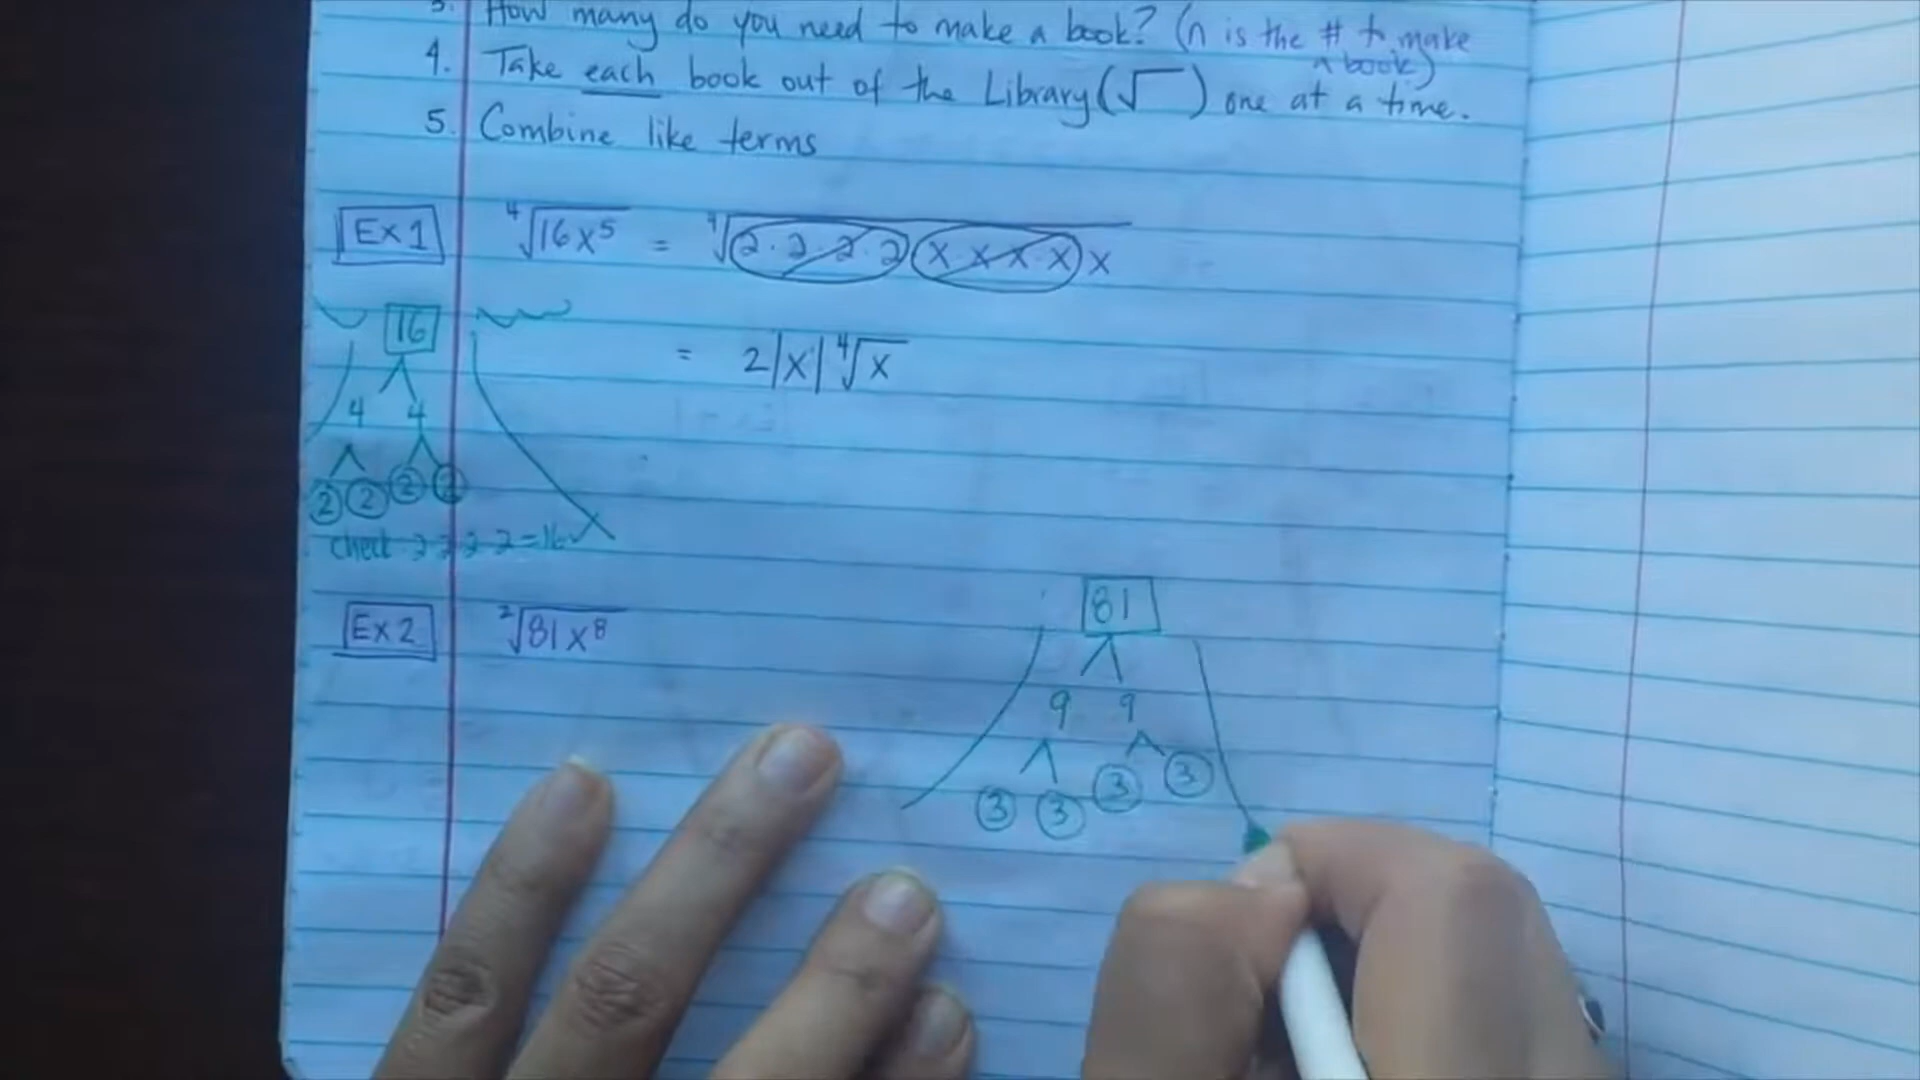 3. How many do you need to make a book? (n is the # to make
a book)
4. Take each book out of the Library (√ ) one at a time.
5. Combine like terms
Ex 1 ⁴√16x⁵ = ⁴√2·2·2·2 x·x·x·x x
16
= 2|x| ⁴√x
4 4
2 2 2 2
check 2·2·2·2=16 ✓
Ex 2 ²√81x⁸
81
9 9
3 3 3 3